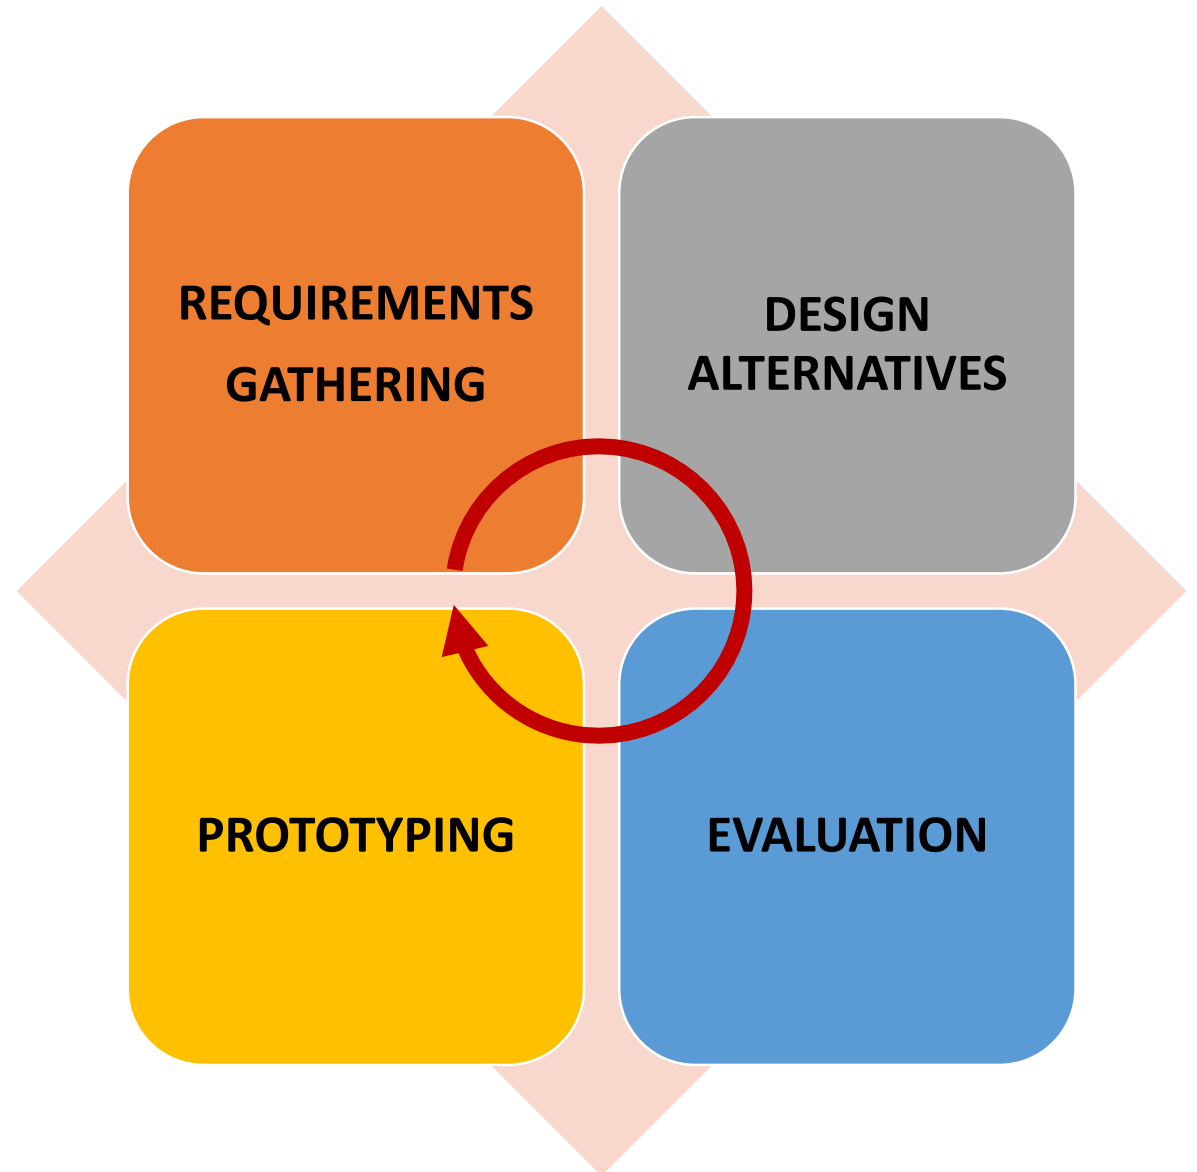 REQUIREMENTS
GATHERING
DESIGN
ALTERNATIVES
PROTOTYPING
EVALUATION